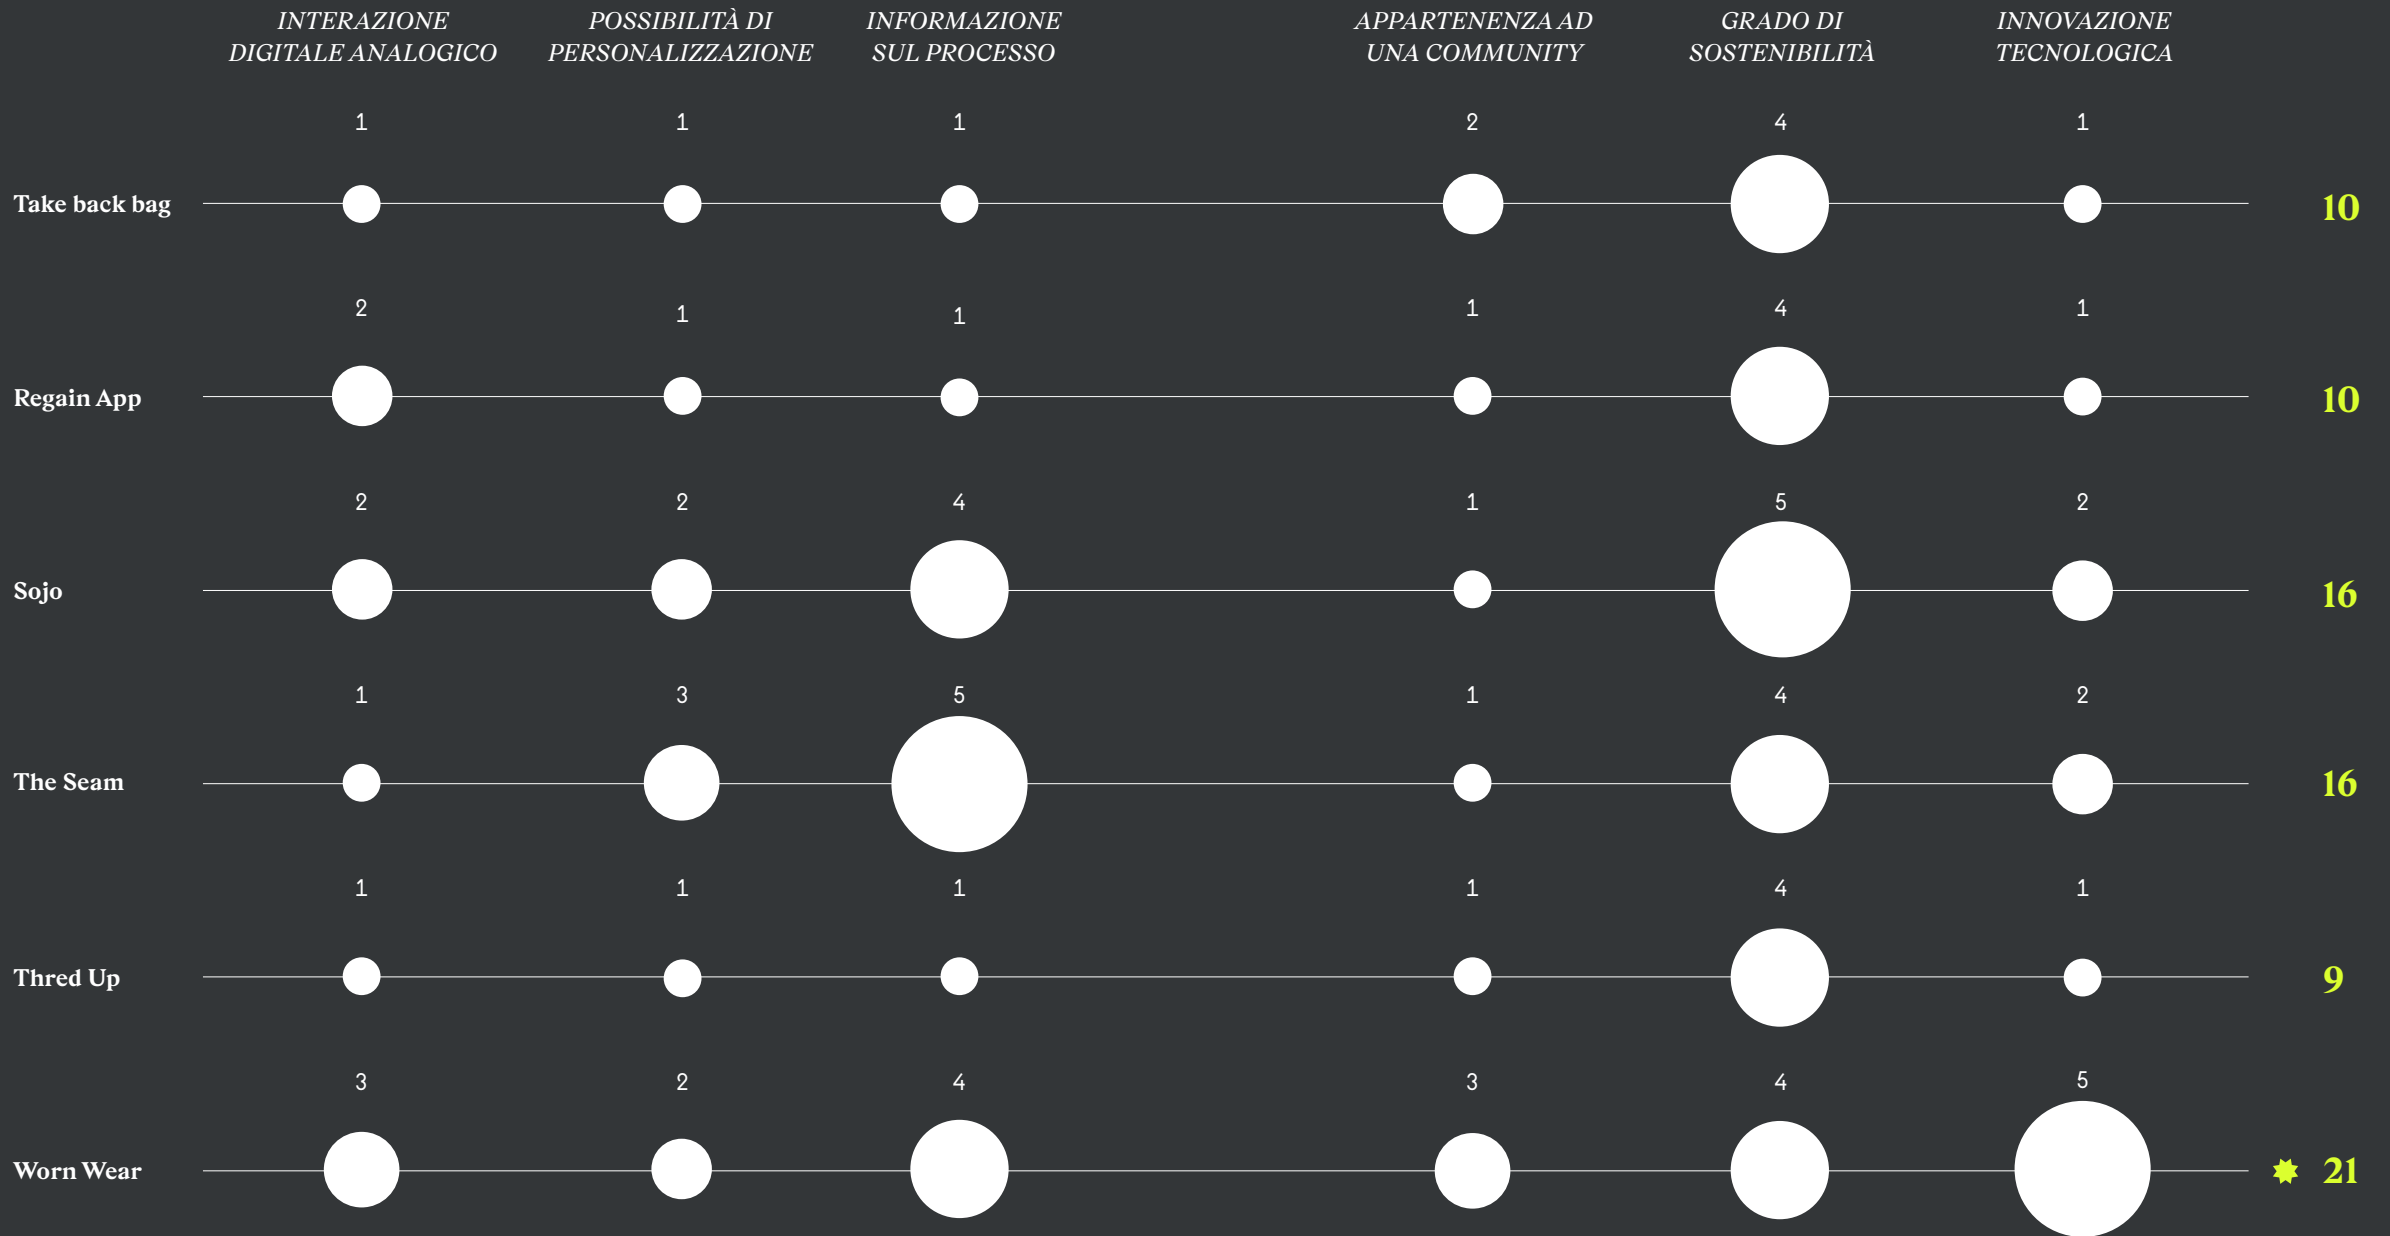 INTERAZIONE
DIGITALE ANALOGICO
POSSIBILITÀ DI
PERSONALIZZAZIONE
INFORMAZIONE
SUL PROCESSO
APPARTENENZA AD
UNA COMMUNITY
GRADO DI
SOSTENIBILITÀ
INNOVAZIONE
TECNOLOGICA
1 1 1 2 4 1
Take back bag 10
2 1 1 1 4 1
Regain App 10
2 2 4 1 5 2
Sojo 16
1 3 5 1 4 2
The Seam 16
1 1 1 1 4 1
Thred Up 9
3 2 4 3 4 5
Worn Wear 21